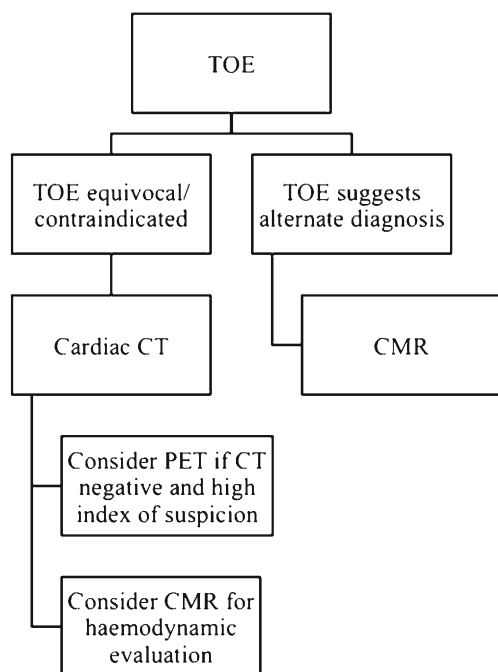 TOE
TOE equivocal/
contraindicated
TOE suggests
alternate diagnosis
Cardiac CT
CMR
Consider PET if CT
negative and high
index of suspicion
Consider CMR for
haemodynamic
evaluation